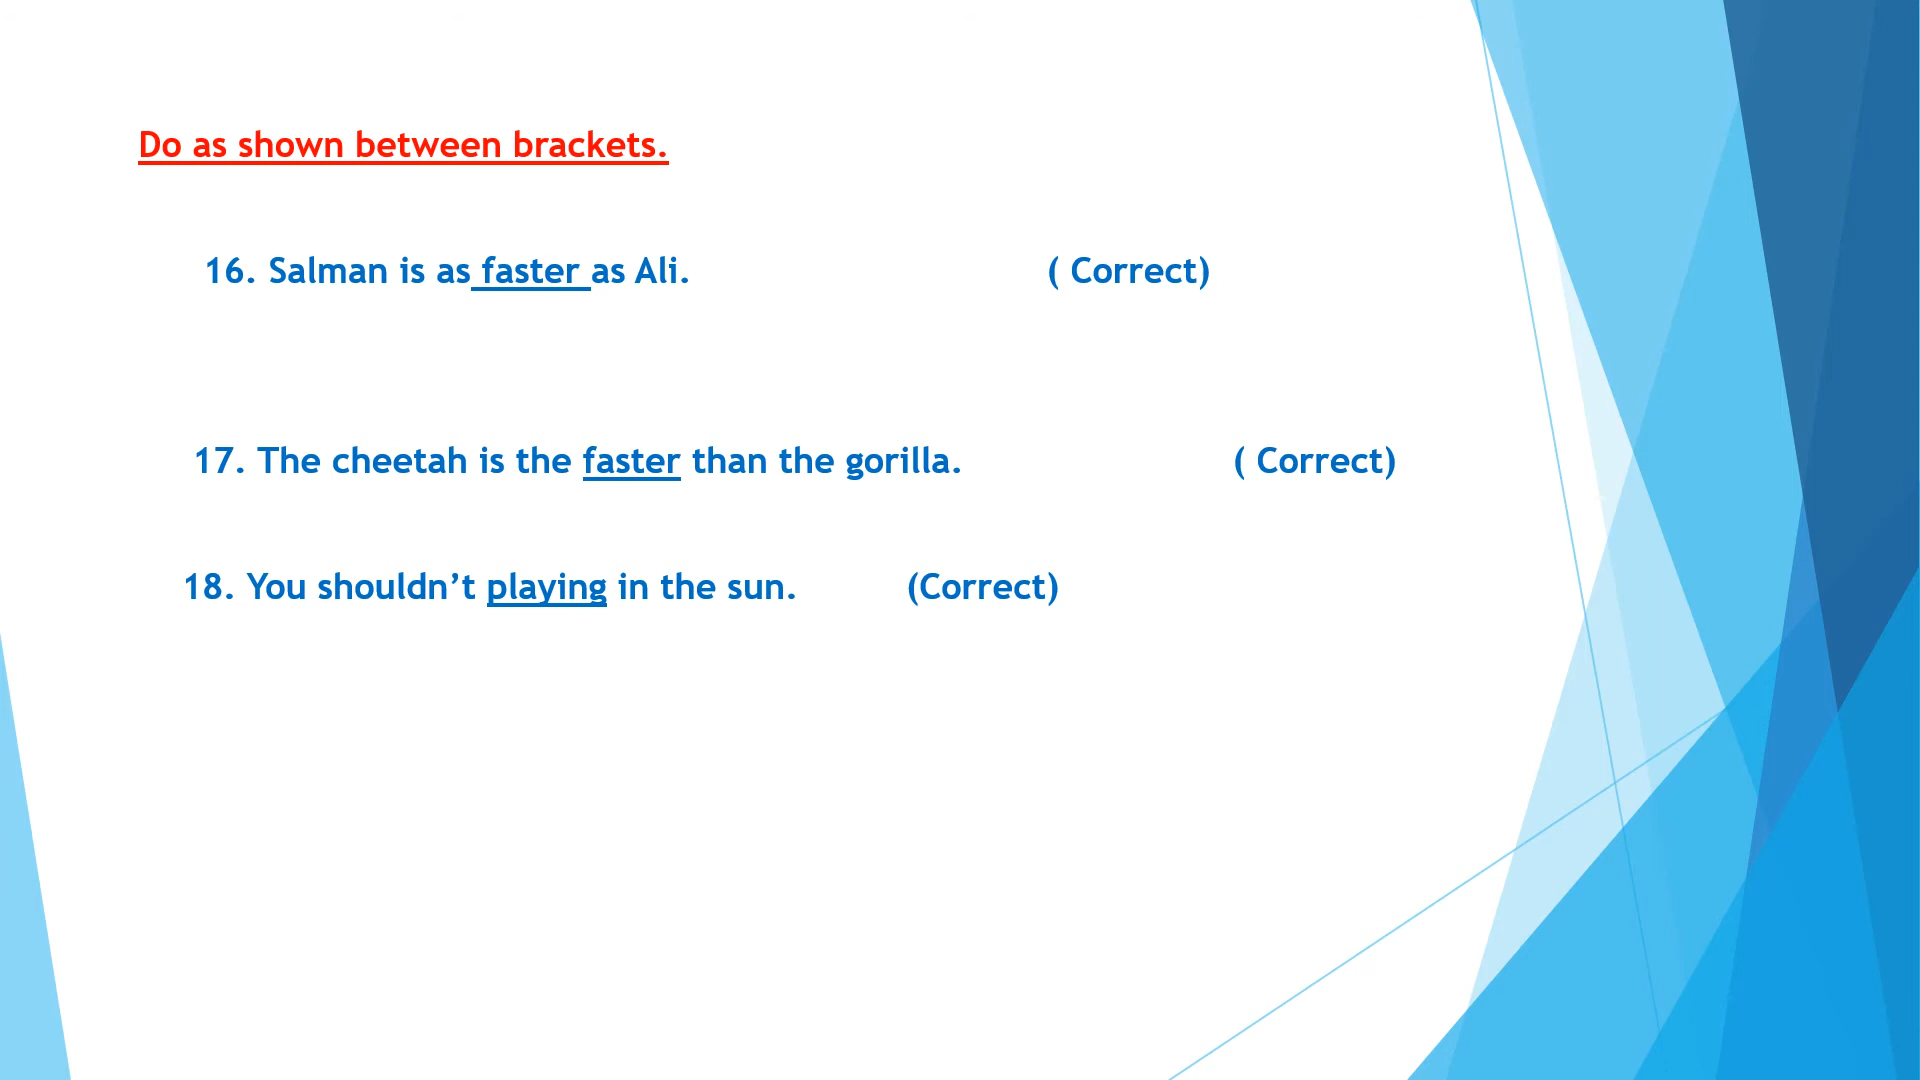 Do as shown between brackets.
16. Salman is as faster as Ali. ( Correct)
17. The cheetah is the faster than the gorilla. ( Correct)
18. You shouldn’t playing in the sun. (Correct)